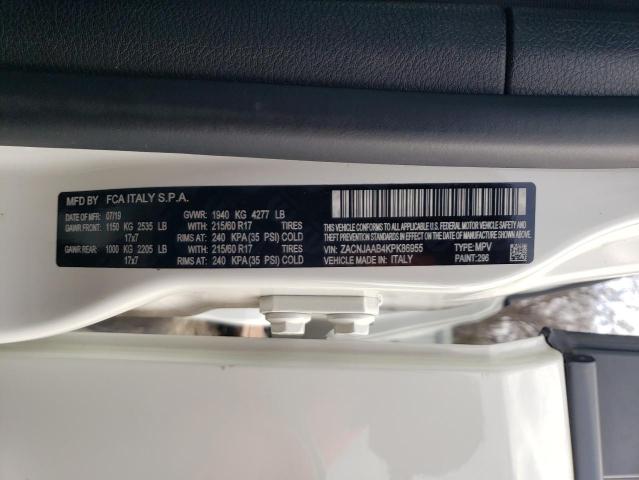 MFD BY FCA ITALY S.P.A.
DATE OF MFR: 07/19 GVWR: 1940 KG 4277 LB
GAWR FRONT: 1150 KG 2535 LB WITH 215/60 R17 TIRES
17x7 RIMS AT: 240 KPA(35 PSI) COLD
GAWR REAR: 1000 KG 2205 LB WITH 215/60 R17 TIRES
17x7 RIMS AT: 240 KPA(35 PSI) COLD
THIS VEHICLE CONFORMS TO ALL APPLICABLE U.S.FEDERAL MOTOR VEHICLE SAFETY
AND THEFT PREVENTION STANDARDS IN EFFECT ON THE
DATE OF MANUFACTURE SHOWN ABOVE.
VIN: ZACNJAAB4KPK86955 TYPE: MPV
VEHICLE MADE IN: ITALY PAINT: 296